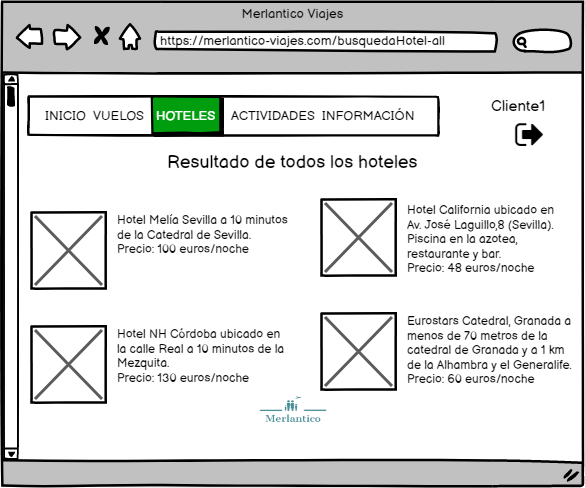 Merlantico Viajes
https://merlantico-viajes.com/busquedaHotel-all
Cliente1
INICIO VUELOS HOTELES ACTIVIDADES INFORMACIÓN
Resultado de todos los hoteles
Hotel Melía Sevilla a 10 minutos
de la Catedral de Sevilla.
Precio: 100 euros/noche
Hotel California ubicado en
Av. José Laguillo,8 (Sevilla).
Piscina en la azotea,
restaurante y bar.
Precio: 48 euros/noche
Hotel NH Córdoba ubicado en
la calle Real a 10 minutos de la
Mezquita.
Precio: 130 euros/noche
Eurostars Catedral, Granada a
menos de 70 metros de la
catedral de Granada y a 1 km
de la Alhambra y el Generalife.
Precio: 60 euros/noche
Merlantico